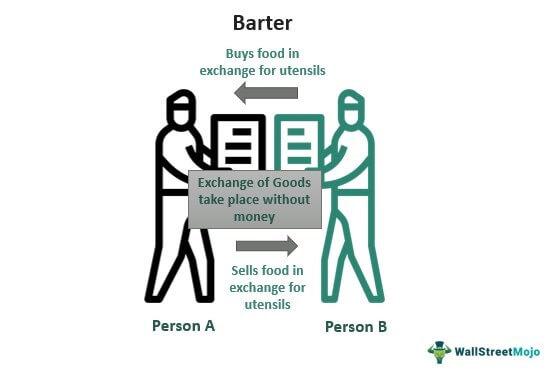 Barter
Buys food in
exchange for utensils
Exchange of Goods
take place without
money
Sells food in
exchange for
utensils
Person A
Person B
WallStreetMojo